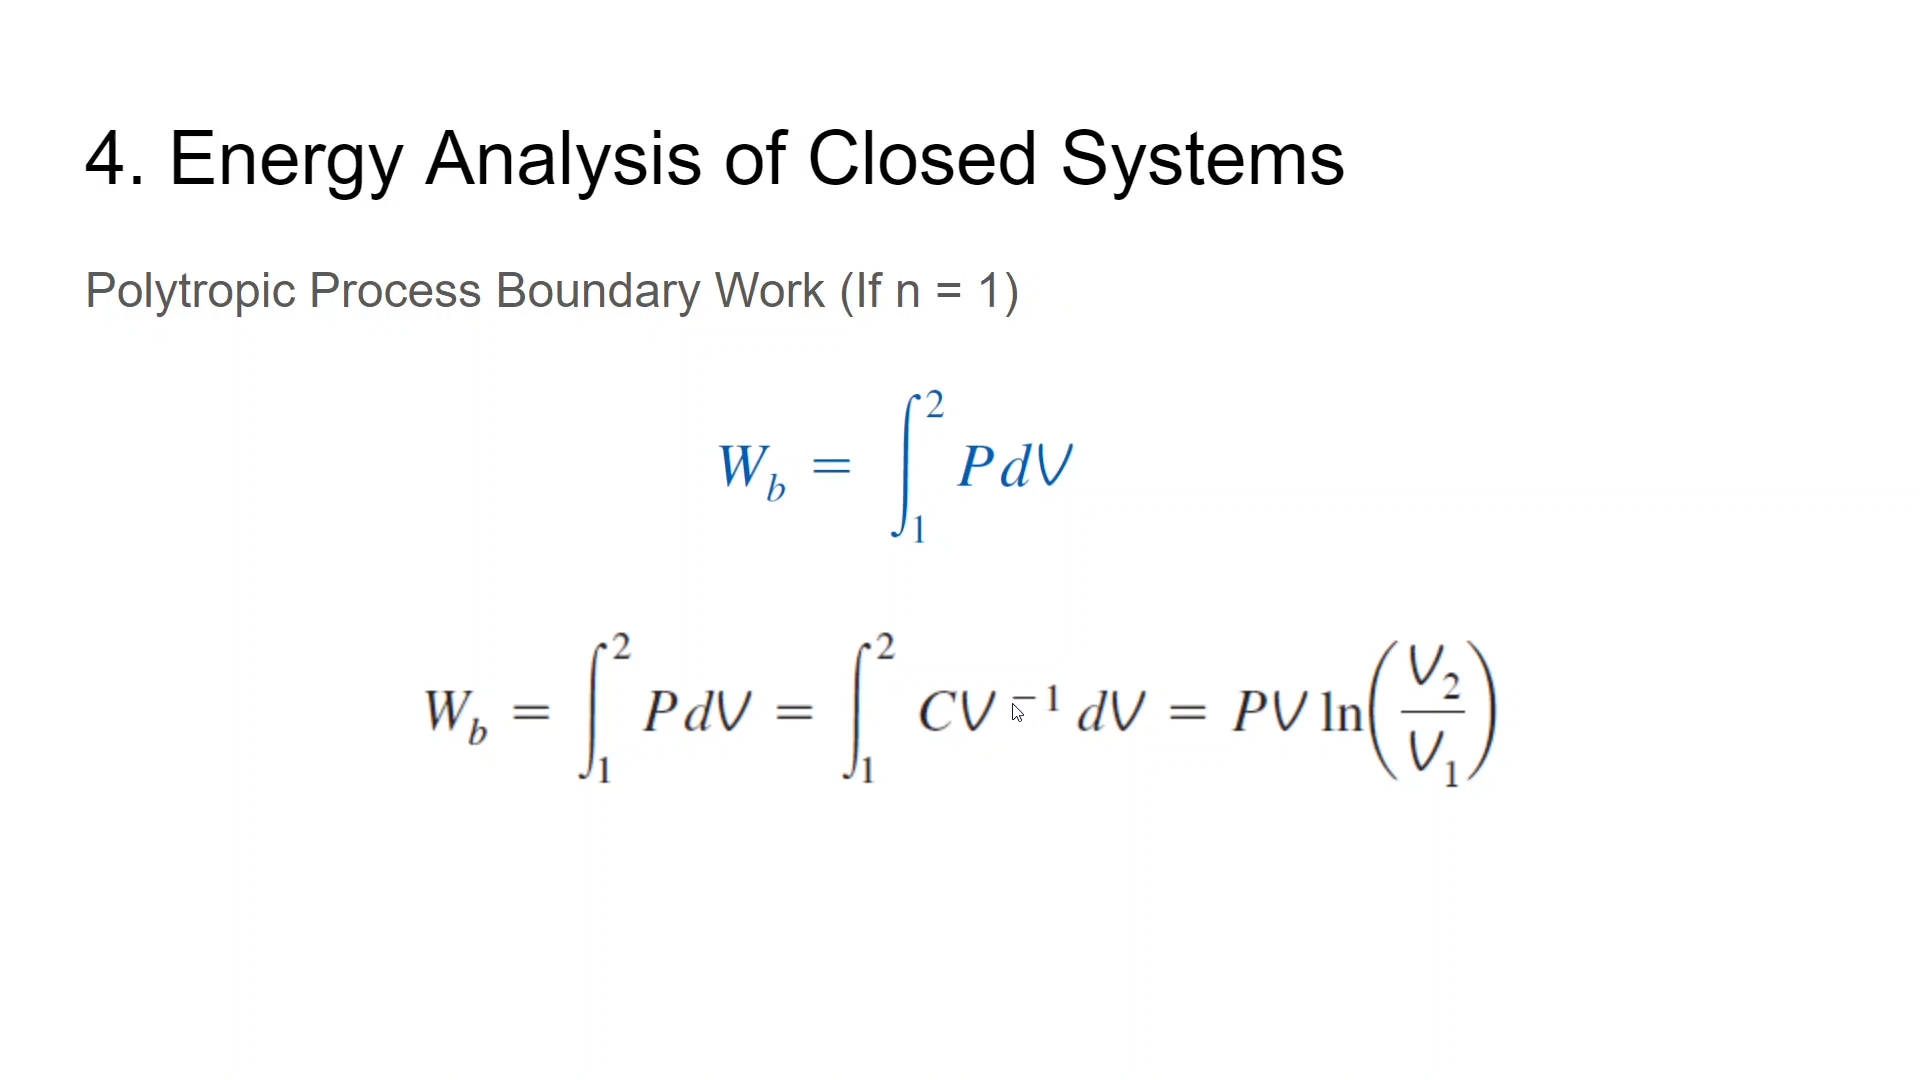 4. Energy Analysis of Closed Systems
Polytropic Process Boundary Work (If n = 1)
W_b = ∫_1^2 P dV
W_b = ∫_1^2 P dV = ∫_1^2 CV^{-1} dV = PV ln(V_2/V_1)